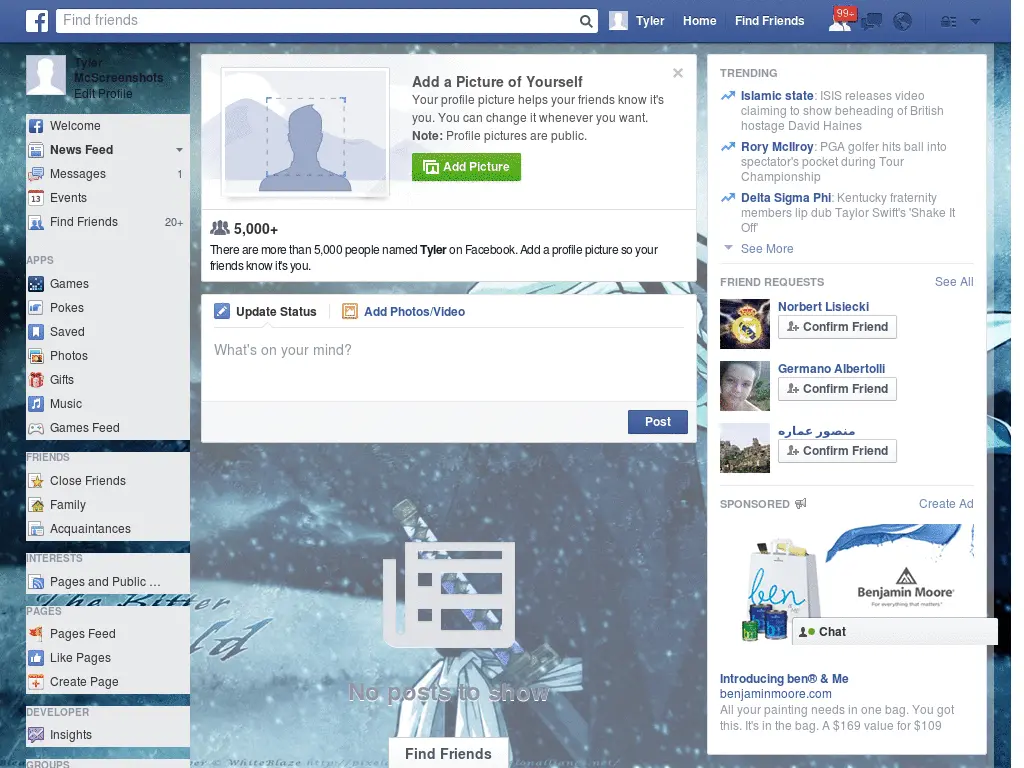 Find friends
Tyler
Home
Find Friends
99+
Tyler
McScreenshots
Edit Profile
Welcome
News Feed
Messages 1
13
Events
Find Friends 20+
APPS
Games
Pokes
Saved
Photos
Gifts
Music
Games Feed
FRIENDS
Close Friends
Family
Acquaintances
INTERESTS
Pages and Public ...
PAGES
Pages Feed
Like Pages
Create Page
DEVELOPER
Insights
GROUPS
Add a Picture of Yourself
Your profile picture helps your friends know it's
you. You can change it whenever you want.
Note: Profile pictures are public.
Add Picture
5,000+
There are more than 5,000 people named Tyler on Facebook. Add a profile picture so your
friends know it's you.
Update Status
Add Photos/Video
What's on your mind?
Post
The Bitter
No posts to show
Find Friends
© WhiteBlaze
TRENDING
Islamic state: ISIS releases video
claiming to show beheading of British
hostage David Haines
Rory McIlroy: PGA golfer hits ball into
spectator's pocket during Tour
Championship
Delta Sigma Phi: Kentucky fraternity
members lip dub Taylor Swift's 'Shake It
Off'
See More
FRIEND REQUESTS See All
Norbert Lisiecki
Confirm Friend
Germano Albertolli
Confirm Friend
منصور عماره
Confirm Friend
SPONSORED Create Ad
ben
Benjamin Moore®
For everything that matters.™
Chat
Introducing ben® & Me
benjaminmoore.com
All your painting needs in one bag. You got
this. It's in the bag. A $169 value for $109